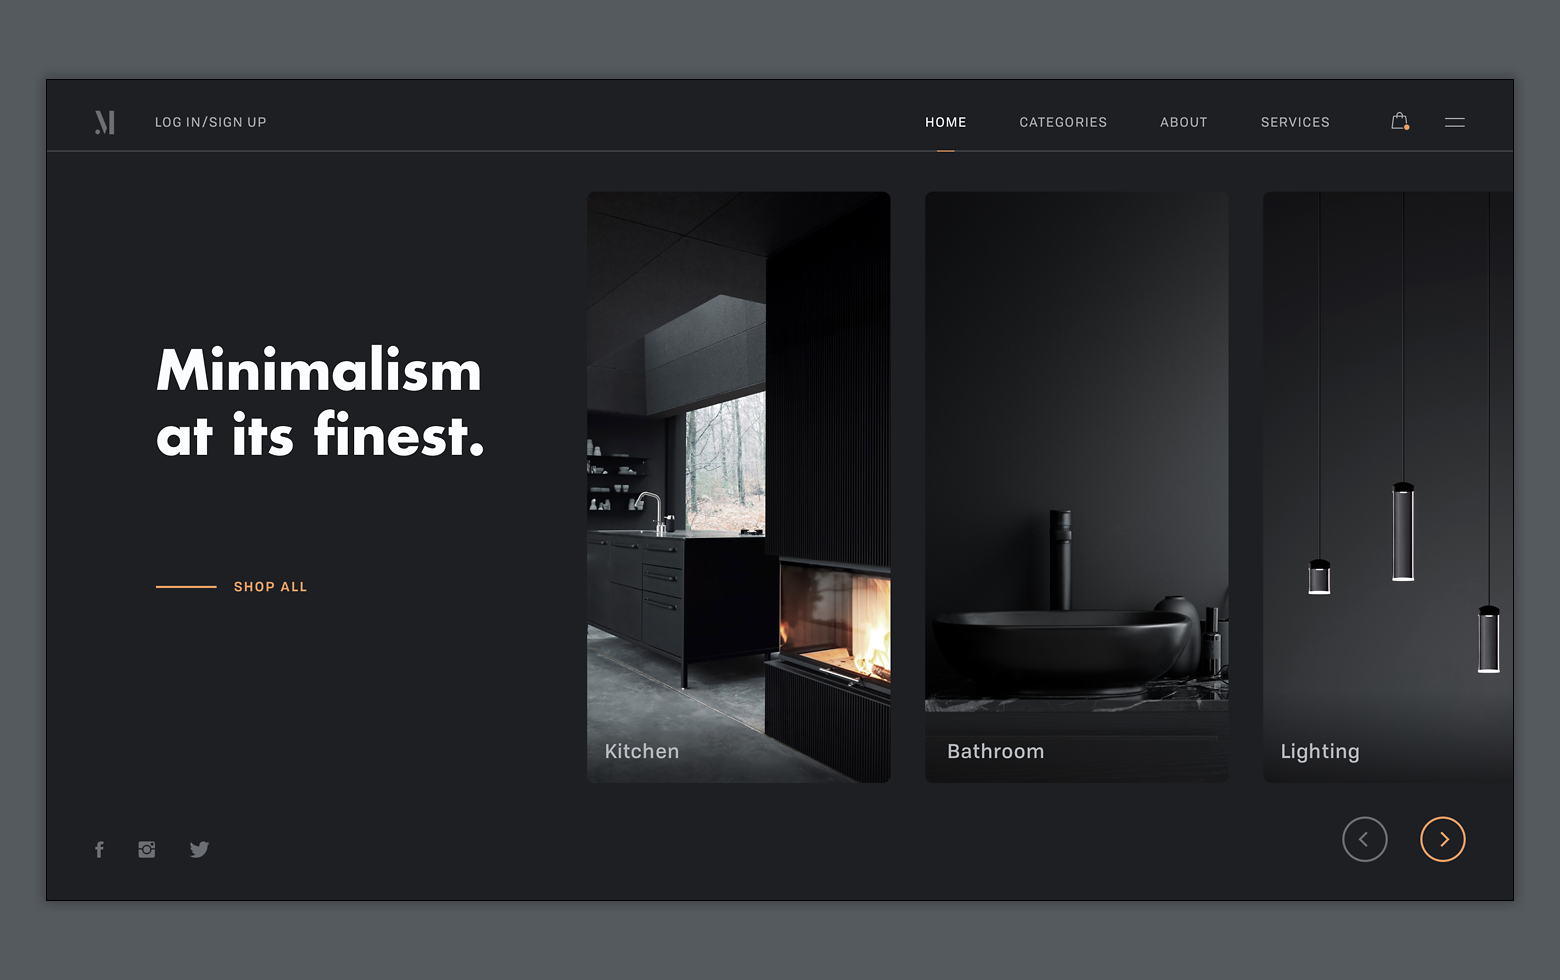 M
LOG IN/SIGN UP
HOME
CATEGORIES
ABOUT
SERVICES
Minimalism
at its finest.
SHOP ALL
Kitchen
Bathroom
Lighting